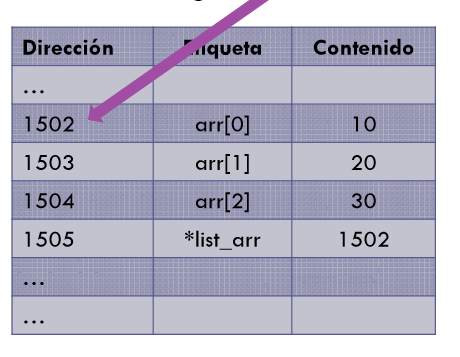 Dirección Etiqueta Contenido
...
1502 arr[0] 10
1503 arr[1] 20
1504 arr[2] 30
1505 *list_arr 1502
...
...